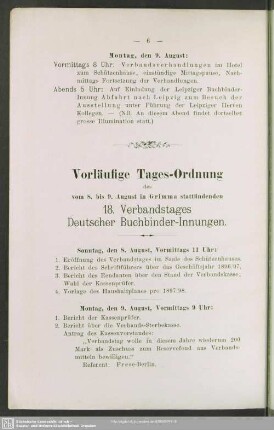 — 6 —
Montag, den 9. August:
Vormittags 8 Uhr: Verbandsverhandlungen im Hotel
zum Schützenhause, einstündige Mittagspause, Nach-
mittags Fortsetzung der Verhandlungen.
Abends 5 Uhr: Auf Einladung der Leipziger Buchbinder-
Innung Abfahrt nach Leipzig zum Besuch der
Ausstellung unter Führung der Leipziger Herren
Kollegen. — (NB. An diesem Abend findet dortselbst
grosse Illumination statt.)
Vorläufige Tages-Ordnung
des
vom 8. bis 9. August in Grimma stattfindenden
18. Verbandstages
Deutscher Buchbinder-Innungen.
Sonntag, den 8. August, Vormittags 11 Uhr:
1. Eröffnung des Verbandstages im Saale des Schützenhauses.
2. Bericht des Schriftführers über das Geschäftsjahr 1896/97.
3. Bericht des Rendanten über den Stand der Verbandskasse.
Wahl der Kassenprüfer.
4. Vorlage des Haushaltplanes pro 1897/98.
Montag, den 9. August, Vormittags 9 Uhr:
1. Bericht der Kassenprüfer.
2. Bericht über die Verbands-Sterbekasse.
Antrag des Kassenvorstandes:
„Verbandstag wolle in diesem Jahre wiederum 200
Mark als Zuschuss zum Reservefond aus Verbands-
mitteln bewilligen."
Referent: Freese-Berlin.